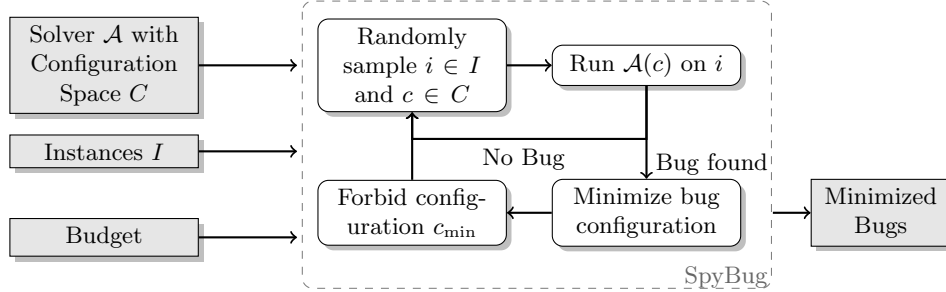 Solver 𝒜 with
Configuration
Space C
Instances I
Budget
Randomly
sample i ∈ I
and c ∈ C
Run 𝒜(c) on i
No Bug
Bug found
Forbid config-
uration c_min
Minimize bug
configuration
Minimized
Bugs
SpyBug